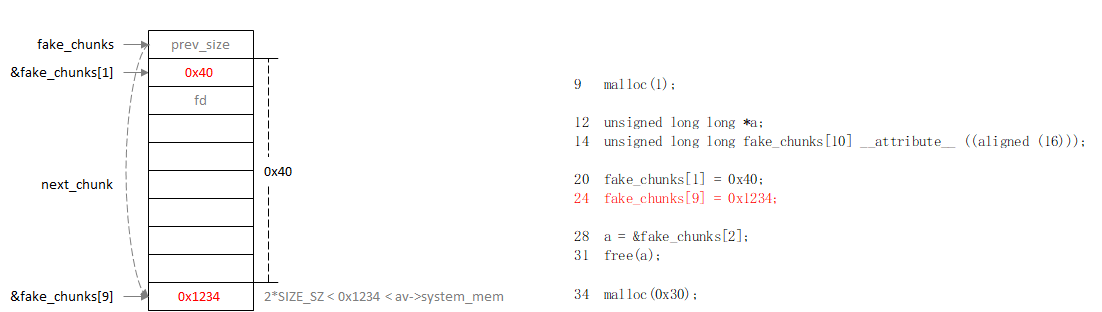 fake_chunks
prev_size
&fake_chunks[1]
0x40
fd
0x40
next_chunk
&fake_chunks[9]
0x1234
2*SIZE_SZ < 0x1234 < av->system_mem
9 malloc(1);
12 unsigned long long *a;
14 unsigned long long fake_chunks[10] __attribute__ ((aligned (16)));
20 fake_chunks[1] = 0x40;
24 fake_chunks[9] = 0x1234;
28 a = &fake_chunks[2];
31 free(a);
34 malloc(0x30);